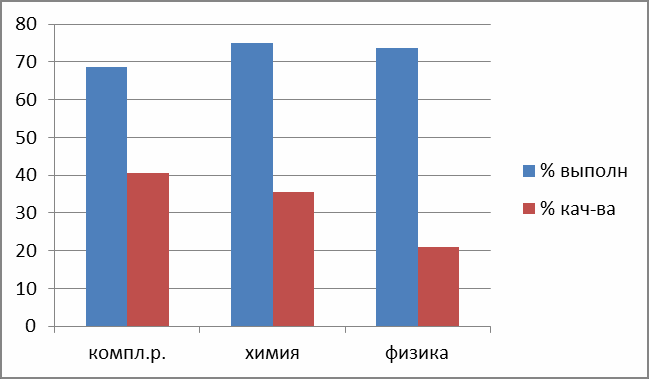 80
70
60
50
40
30
20
10
0
компл.р.
химия
физика
% выполн
% кач-ва